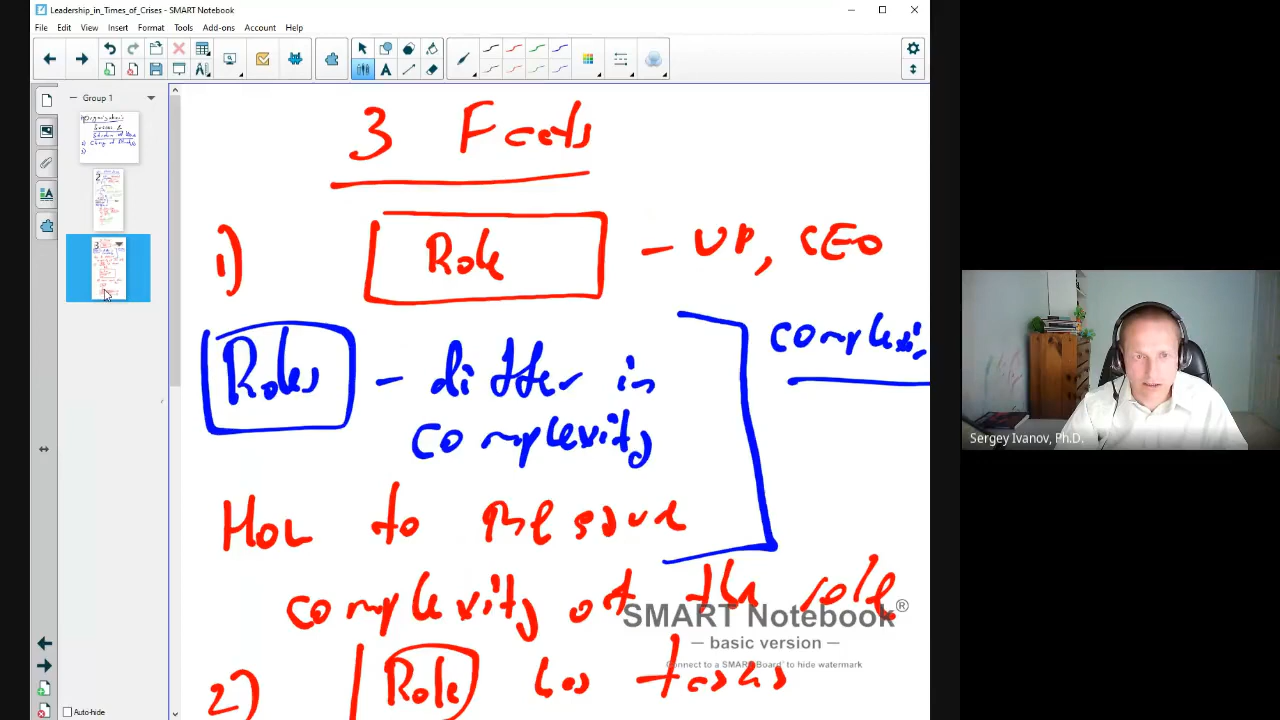 Leadership_in_Times_of_Crises - SMART Notebook
File Edit View Insert Format Tools Add-ons Account Help
Group 1
3 Facts
1) Role - VP, CEO
Roles - differ in
complexity
complexity
How to measure
complexity of the role
2) Role has tasks
SMART Notebook®
— basic version —
Connect to a SMART Board® to hide watermark
Auto-hide
Sergey Ivanov, Ph.D.